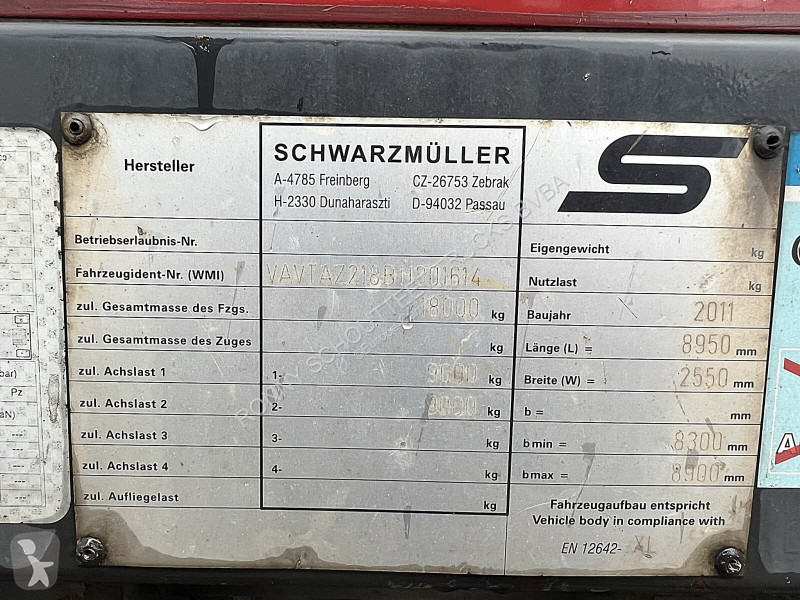 Hersteller
SCHWARZMÜLLER
A-4785 Freinberg CZ-26753 Zebrak
H-2330 Dunaharaszti D-94032 Passau
Betriebserlaubnis-Nr.
Fahrzeugident-Nr. (WMI) VAVTAZ218BH201614
zul. Gesamtmasse des Fzgs. 18000 kg
zul. Gesamtmasse des Zuges kg
zul. Achslast 1 1- 9000 kg
zul. Achslast 2 2- 9000 kg
zul. Achslast 3 3- kg
zul. Achslast 4 4- kg
zul. Aufliegelast kg
Eigengewicht kg
Nutzlast kg
Baujahr 2011
Länge (L) = 8950 mm
Breite (W) = 2550 mm
b = mm
b min = 8300 mm
b max = 8900 mm
Fahrzeugaufbau entspricht
Vehicle body in compliance with
EN 12642- XL
bar)
Pz
aN)